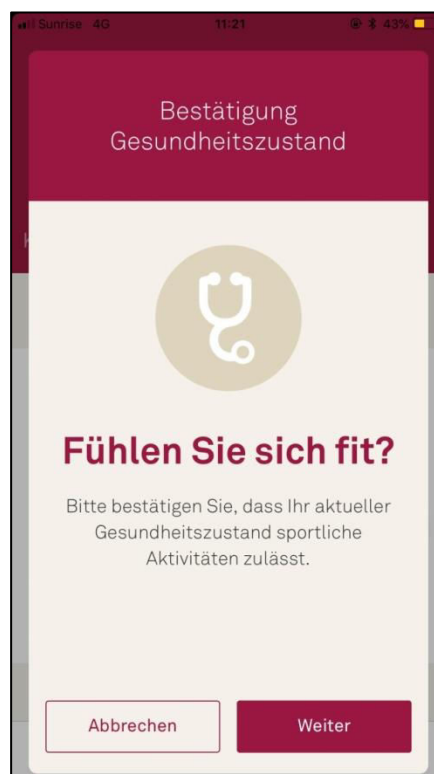 Sunrise 4G 11:21 43%
Bestätigung
Gesundheitszustand
Fühlen Sie sich fit?
Bitte bestätigen Sie, dass Ihr aktueller
Gesundheitszustand sportliche
Aktivitäten zulässt.
Abbrechen Weiter